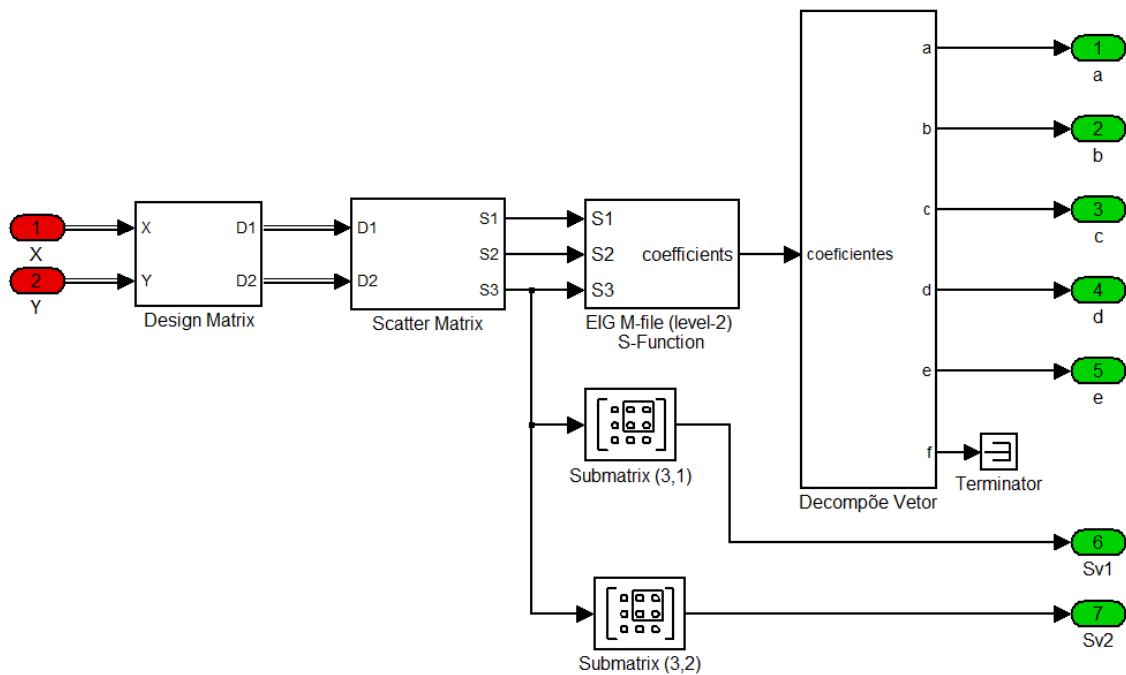 1
X
2
Y
X
Y
D1
D2
Design Matrix
D1
D2
S1
S2
S3
Scatter Matrix
S1
S2
S3
coefficients
EIG M-file (level-2)
S-Function
coeficientes
a
b
c
d
e
f
Decompõe Vetor
1
a
2
b
3
c
4
d
5
e
Terminator
Submatrix (3,1)
6
Sv1
Submatrix (3,2)
7
Sv2